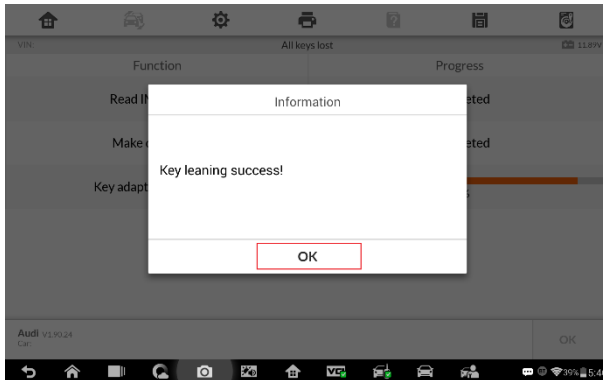 VIN:
All keys lost
11.89V
Function
Progress
Read I
eted
Information
Make
eted
Key leaning success!
Key adapt
OK
Audi V1.90.24
Car:
OK
39%
5:4